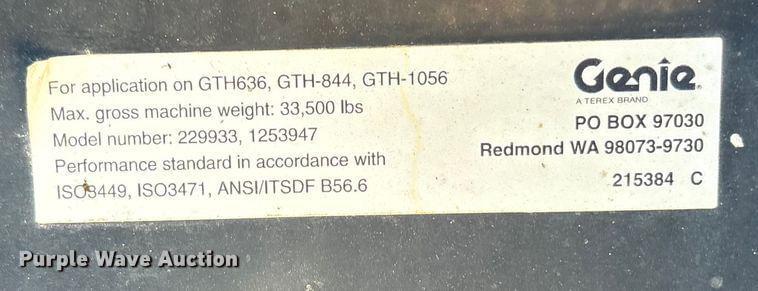 For application on GTH636, GTH-844, GTH-1056
Max. gross machine weight: 33,500 lbs
Model number: 229933, 1253947
Performance standard in accordance with
ISO3449, ISO3471, ANSI/ITSDF B56.6
Genie
A TEREX BRAND
PO BOX 97030
Redmond WA 98073-9730
215384 C
Purple Wave Auction